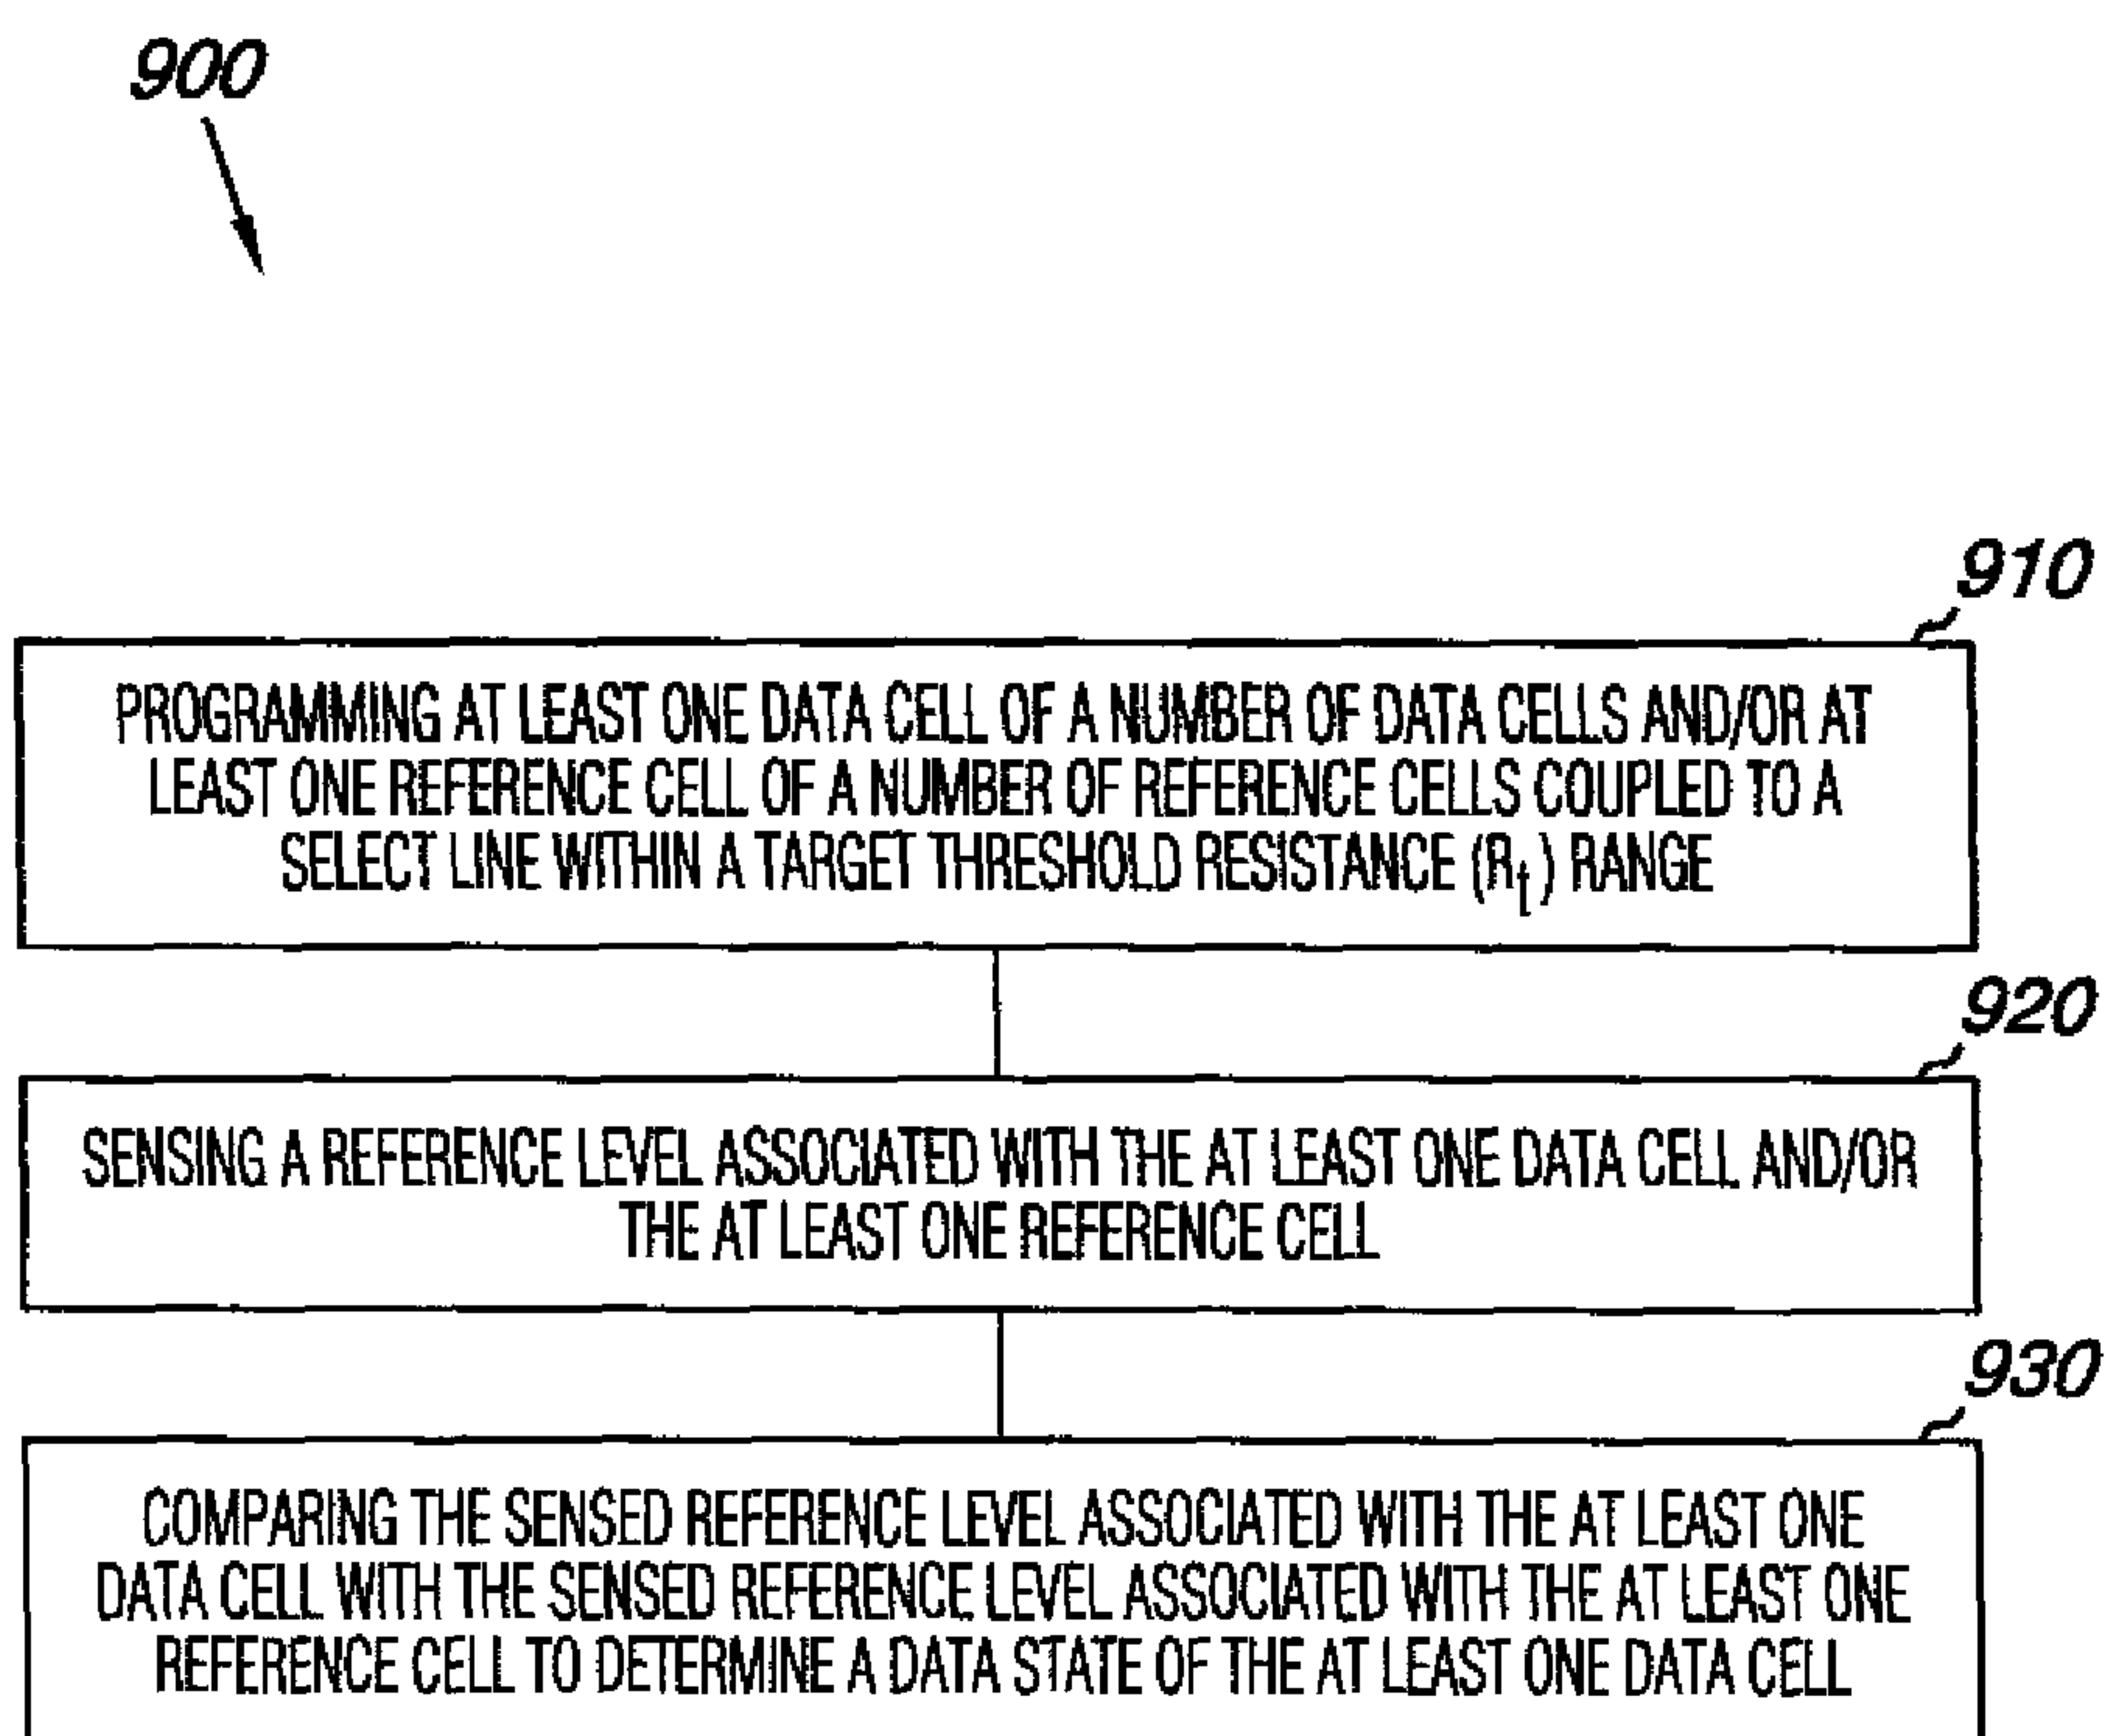 900
910
PROGRAMMING AT LEAST ONE DATA CELL OF A NUMBER OF DATA CELLS AND/OR AT
LEAST ONE REFERENCE CELL OF A NUMBER OF REFERENCE CELLS COUPLED TO A
SELECT LINE WITHIN A TARGET THRESHOLD RESISTANCE (Rt) RANGE
920
SENSING A REFERENCE LEVEL ASSOCIATED WITH THE AT LEAST ONE DATA CELL AND/OR
THE AT LEAST ONE REFERENCE CELL
930
COMPARING THE SENSED REFERENCE LEVEL ASSOCIATED WITH THE AT LEAST ONE
DATA CELL WITH THE SENSED REFERENCE LEVEL ASSOCIATED WITH THE AT LEAST ONE
REFERENCE CELL TO DETERMINE A DATA STATE OF THE AT LEAST ONE DATA CELL